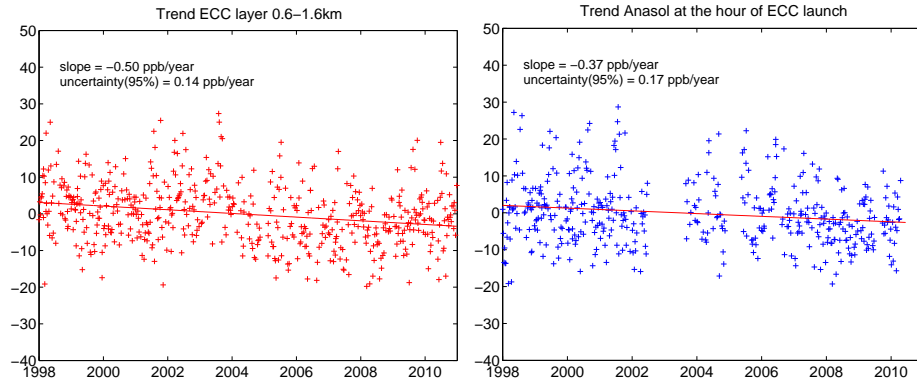 Trend ECC layer 0.6−1.6km
50
40
30
20
10
0
−10
−20
−30
−40
slope = −0.50 ppb/year
uncertainty(95%) = 0.14 ppb/year
1998 2000 2002 2004 2006 2008 2010
Trend Anasol at the hour of ECC launch
50
40
30
20
10
0
−10
−20
−30
−40
slope = −0.37 ppb/year
uncertainty(95%) = 0.17 ppb/year
1998 2000 2002 2004 2006 2008 2010